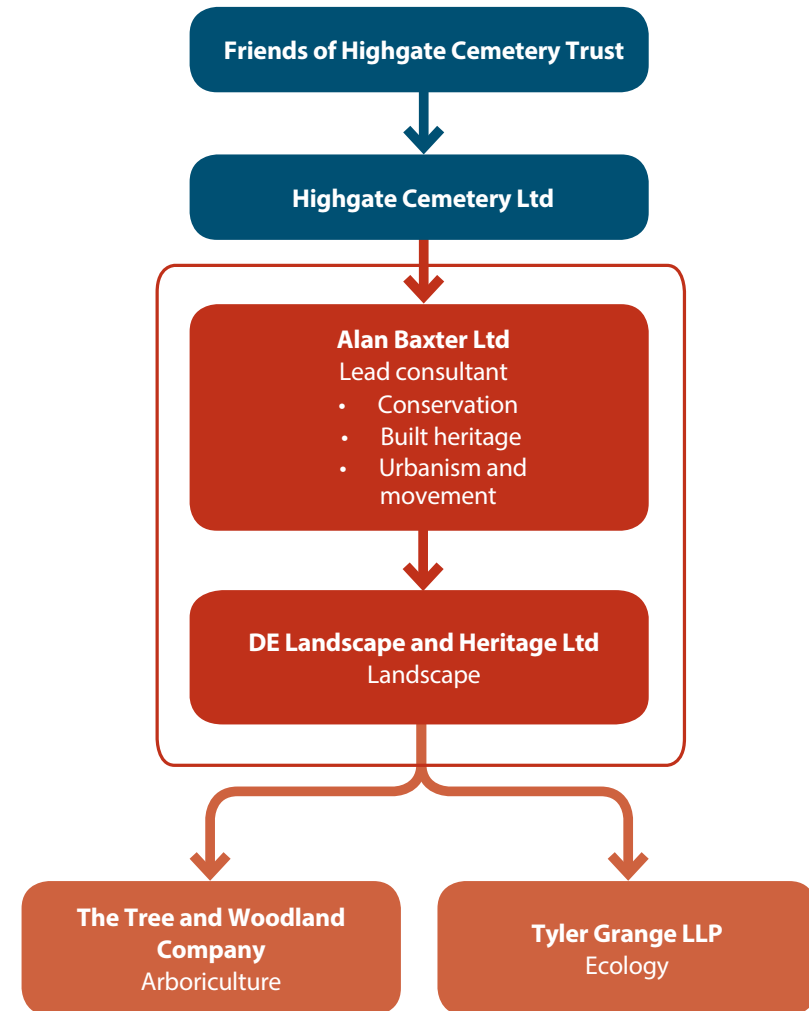 Friends of Highgate Cemetery Trust
Highgate Cemetery Ltd
Alan Baxter Ltd
Lead consultant
• Conservation
• Built heritage
• Urbanism and
movement
DE Landscape and Heritage Ltd
Landscape
The Tree and Woodland
Company
Arboriculture
Tyler Grange LLP
Ecology